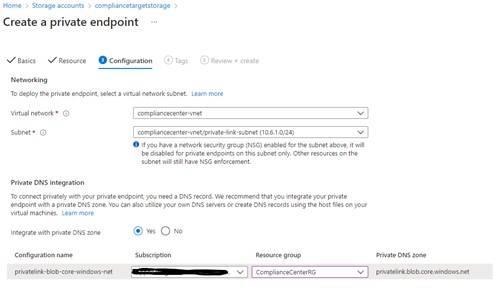 Home > Storage accounts > compliancetargetstorage >
Create a private endpoint ...
Basics Resource 3 Configuration 4 Tags 5 Review + create
Networking
To deploy the private endpoint, select a virtual network subnet. Learn more
Virtual network * compliancecenter-vnet
Subnet * compliancecenter-vnet/private-link-subnet (10.6.1.0/24)
If you have a network security group (NSG) enabled for the subnet above, it will
be disabled for private endpoints on this subnet only. Other resources on the
subnet will still have NSG enforcement.
Private DNS integration
To connect privately with your private endpoint, you need a DNS record. We recommend that you integrate your private
endpoint with a private DNS zone. You can also utilize your own DNS servers or create DNS records using the host files on your
virtual machines. Learn more
Integrate with private DNS zone Yes No
Configuration name Subscription Resource group Private DNS zone
privatelink-blob-core-windows-net ComplianceCenterRG privatelink.blob.core.windows.net